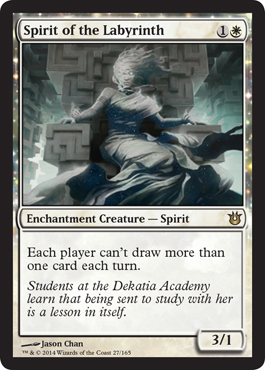 Spirit of the Labyrinth 1
Enchantment Creature — Spirit
Each player can't draw more than
one card each turn.
Students at the Dekatia Academy
learn that being sent to study with her
is a lesson in itself.
Jason Chan
™ & © 2014 Wizards of the Coast 27/165
3/1